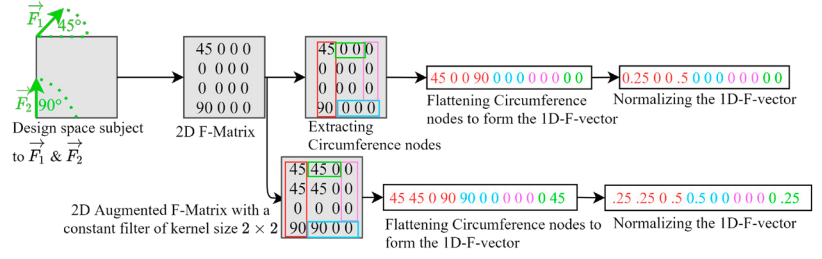 F₁ 45°
F₂ 90°
Design space subject
to F₁ & F₂
45 0 0 0
0 0 0 0
0 0 0 0
90 0 0 0
2D F-Matrix
45 0 0 0
0 0 0 0
0 0 0 0
90 0 0 0
Extracting
Circumference nodes
45 0 0 90 0 0 0 0 0 0 0 0
Flattening Circumference
nodes to form the 1D-F-vector
0.25 0 0 .5 0 0 0 0 0 0 0 0
Normalizing the 1D-F-vector
2D Augmented F-Matrix with a
constant filter of kernel size 2 × 2
45 45 0 0
45 45 0 0
0 0 0 0
90 90 0 0
45 45 0 90 90 0 0 0 0 0 0 45
Flattening Circumference nodes to
form the 1D-F-vector
.25 .25 0 .5 0.5 0 0 0 0 0 0 .25
Normalizing the 1D-F-vector